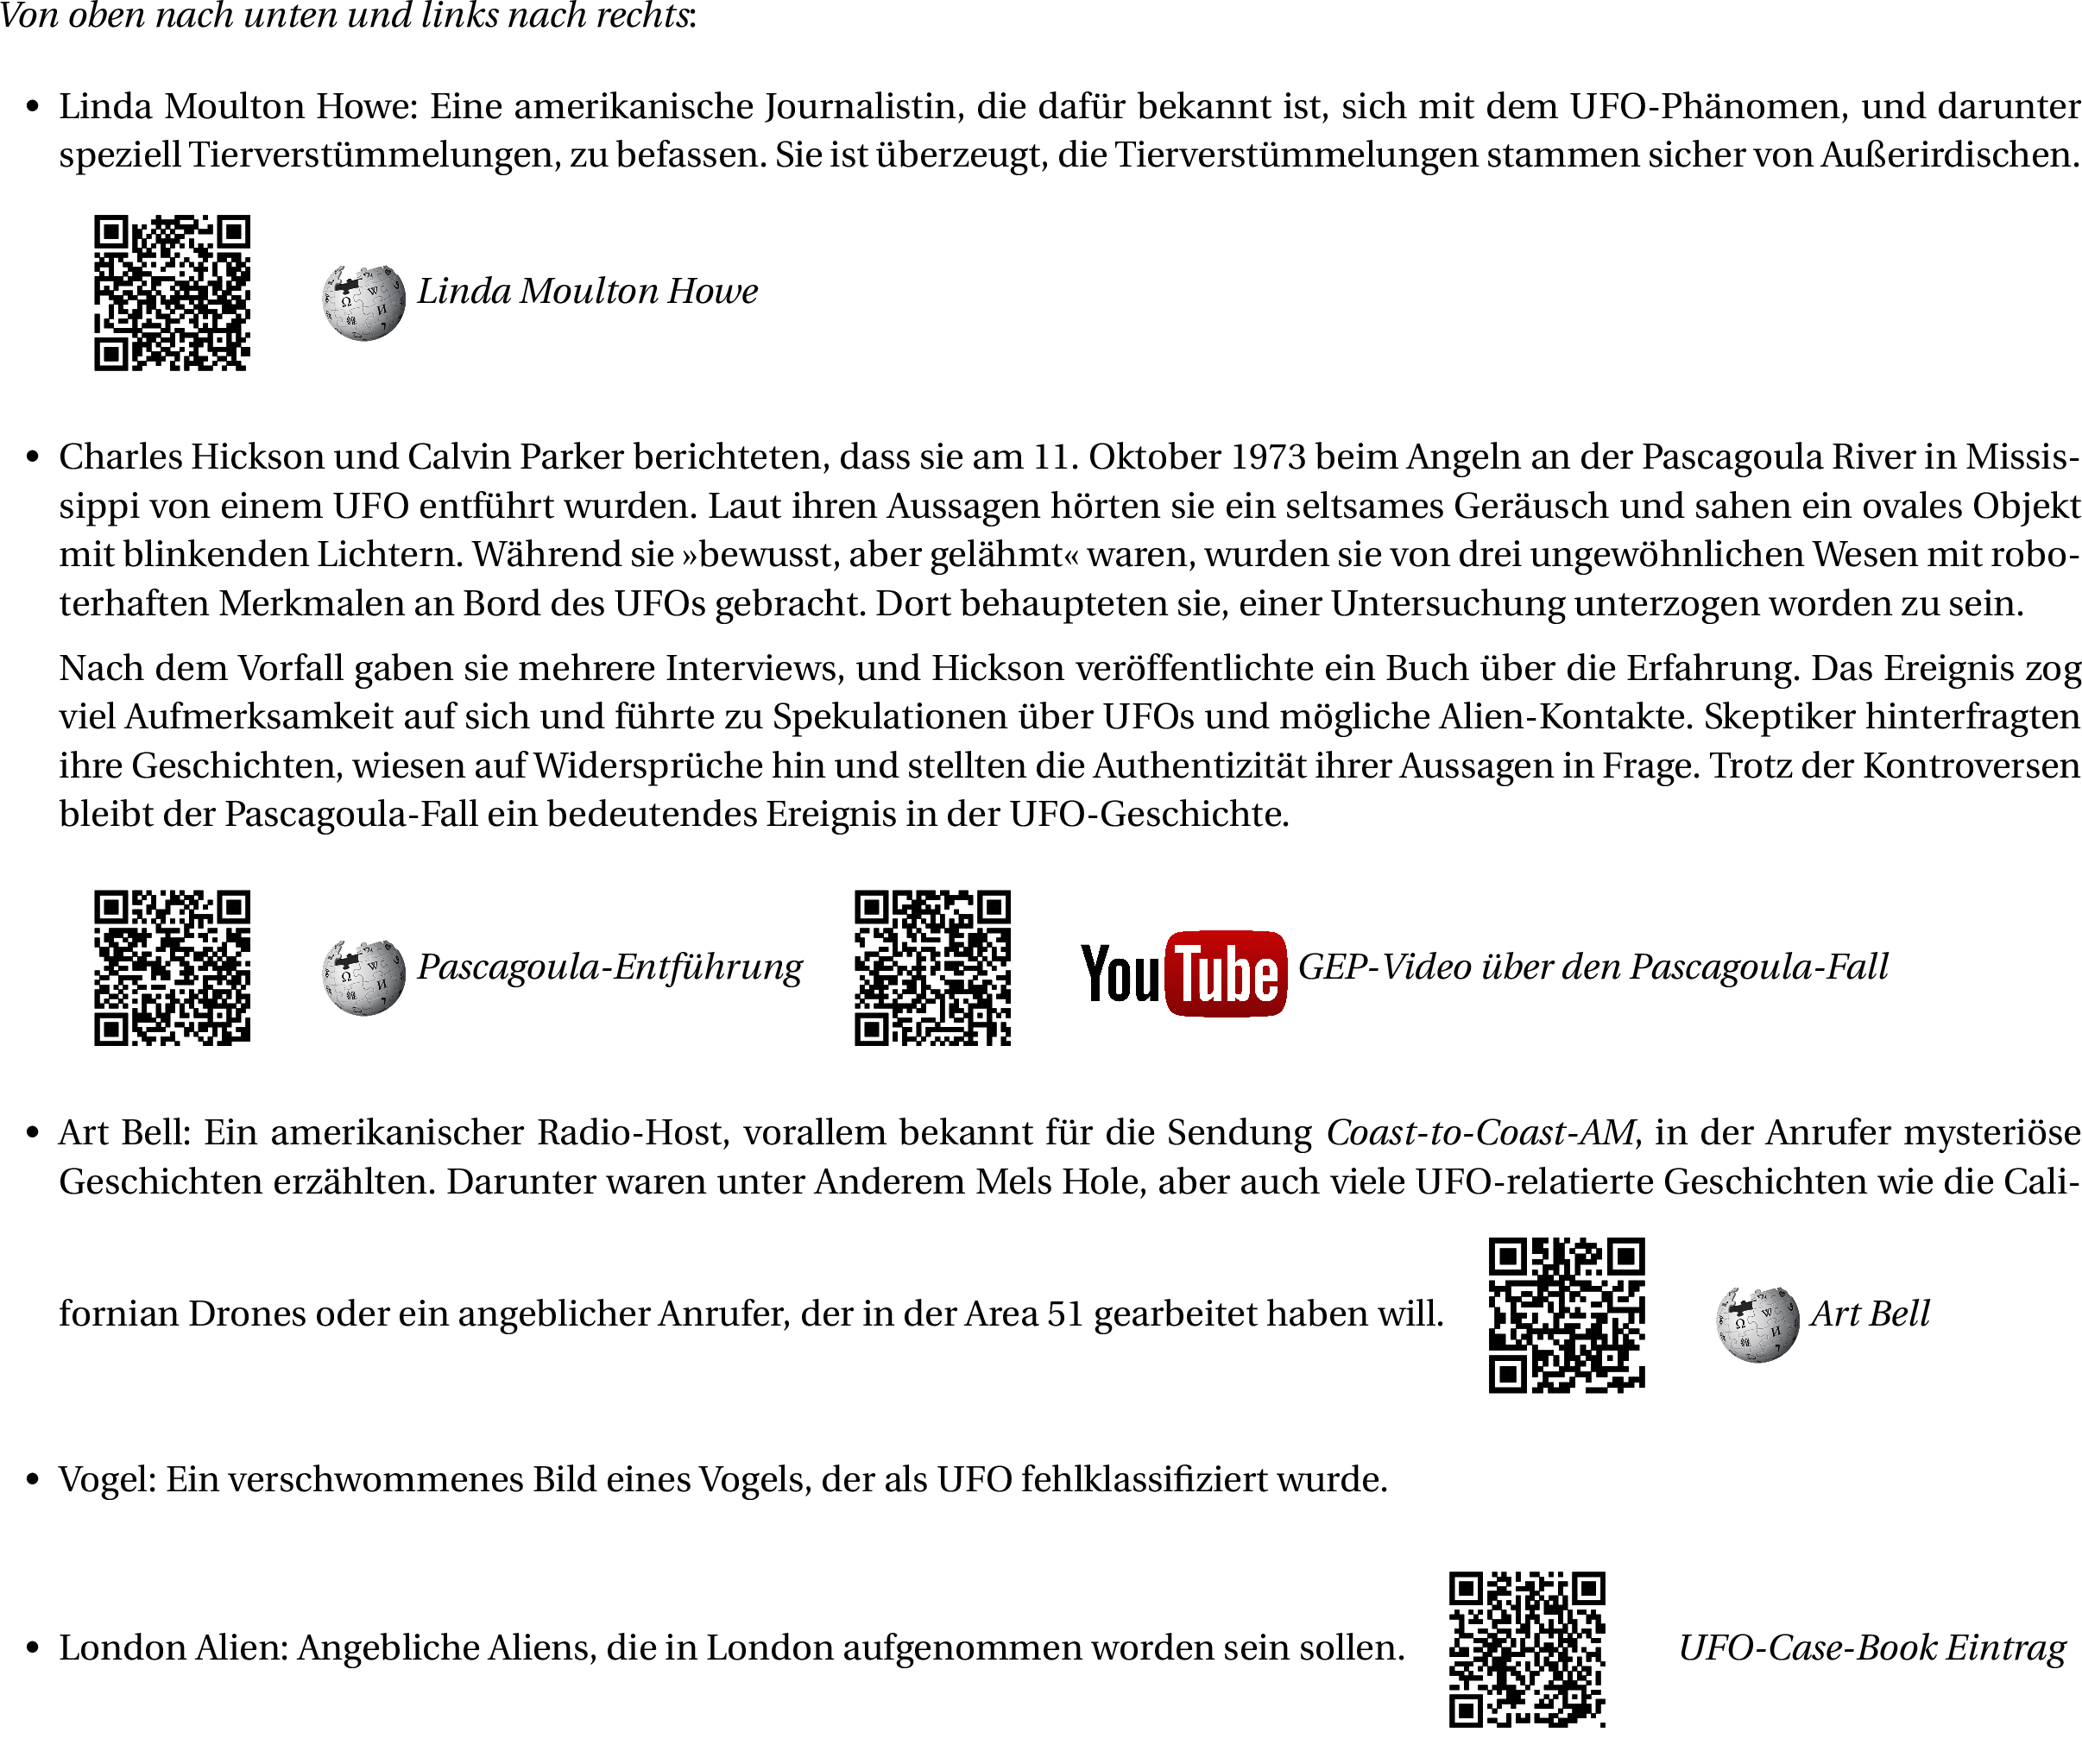 Von oben nach unten und links nach rechts:
• Linda Moulton Howe: Eine amerikanische Journalistin, die dafür bekannt ist, sich mit dem UFO-Phänomen, und darunter
speziell Tierverstümmelungen, zu befassen. Sie ist überzeugt, die Tierverstümmelungen stammen sicher von Außerirdischen.
Linda Moulton Howe
• Charles Hickson und Calvin Parker berichteten, dass sie am 11. Oktober 1973 beim Angeln an der Pascagoula River in Missis-
sippi von einem UFO entführt wurden. Laut ihren Aussagen hörten sie ein seltsames Geräusch und sahen ein ovales Objekt
mit blinkenden Lichtern. Während sie »bewusst, aber gelähmt« waren, wurden sie von drei ungewöhnlichen Wesen mit robo-
terhaften Merkmalen an Bord des UFOs gebracht. Dort behaupteten sie, einer Untersuchung unterzogen worden zu sein.
Nach dem Vorfall gaben sie mehrere Interviews, und Hickson veröffentlichte ein Buch über die Erfahrung. Das Ereignis zog
viel Aufmerksamkeit auf sich und führte zu Spekulationen über UFOs und mögliche Alien-Kontakte. Skeptiker hinterfragten
ihre Geschichten, wiesen auf Widersprüche hin und stellten die Authentizität ihrer Aussagen in Frage. Trotz der Kontroversen
bleibt der Pascagoula-Fall ein bedeutendes Ereignis in der UFO-Geschichte.
Pascagoula-Entführung YouTube GEP-Video über den Pascagoula-Fall
• Art Bell: Ein amerikanischer Radio-Host, vorallem bekannt für die Sendung Coast-to-Coast-AM, in der Anrufer mysteriöse
Geschichten erzählten. Darunter waren unter Anderem Mels Hole, aber auch viele UFO-relatierte Geschichten wie die Cali-
fornian Drones oder ein angeblicher Anrufer, der in der Area 51 gearbeitet haben will. Art Bell
• Vogel: Ein verschwommenes Bild eines Vogels, der als UFO fehlklassifiziert wurde.
• London Alien: Angebliche Aliens, die in London aufgenommen worden sein sollen. UFO-Case-Book Eintrag